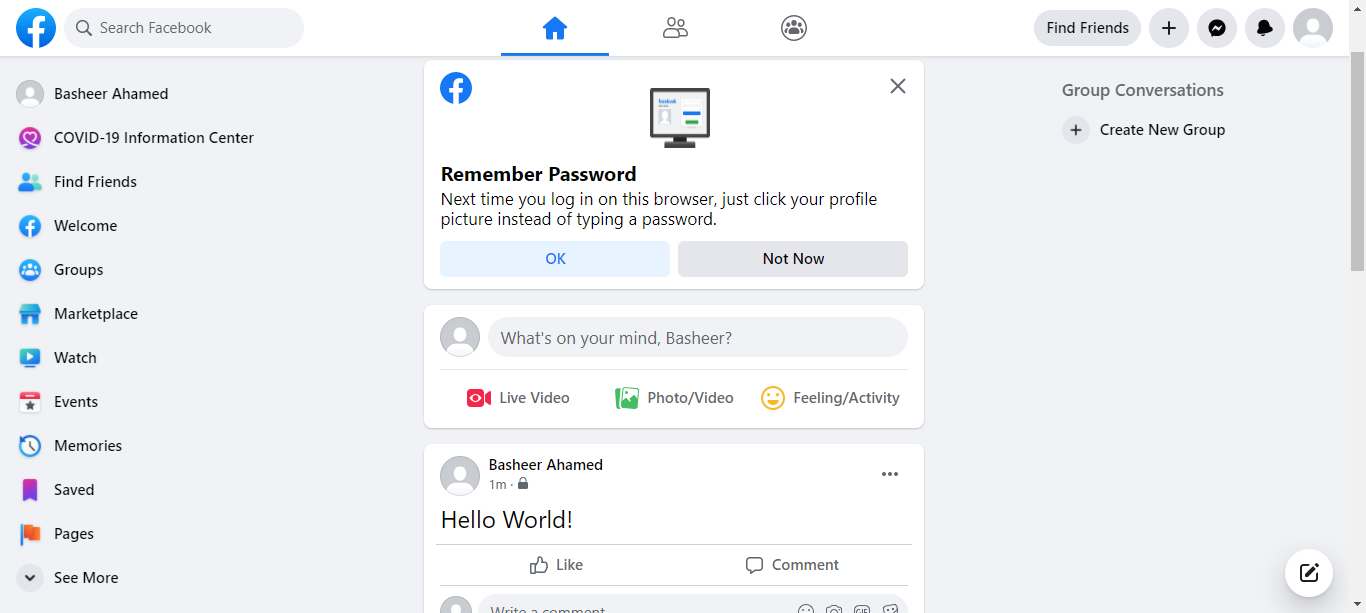 Search Facebook
Find Friends
Basheer Ahamed
COVID-19 Information Center
Find Friends
Welcome
Groups
Marketplace
Watch
Events
Memories
Saved
Pages
See More
facebook
Remember Password
Next time you log in on this browser, just click your profile
picture instead of typing a password.
OK
Not Now
What's on your mind, Basheer?
Live Video
Photo/Video
Feeling/Activity
Basheer Ahamed
1m ·
Hello World!
Like
Comment
Write a comment
GIF
Group Conversations
Create New Group